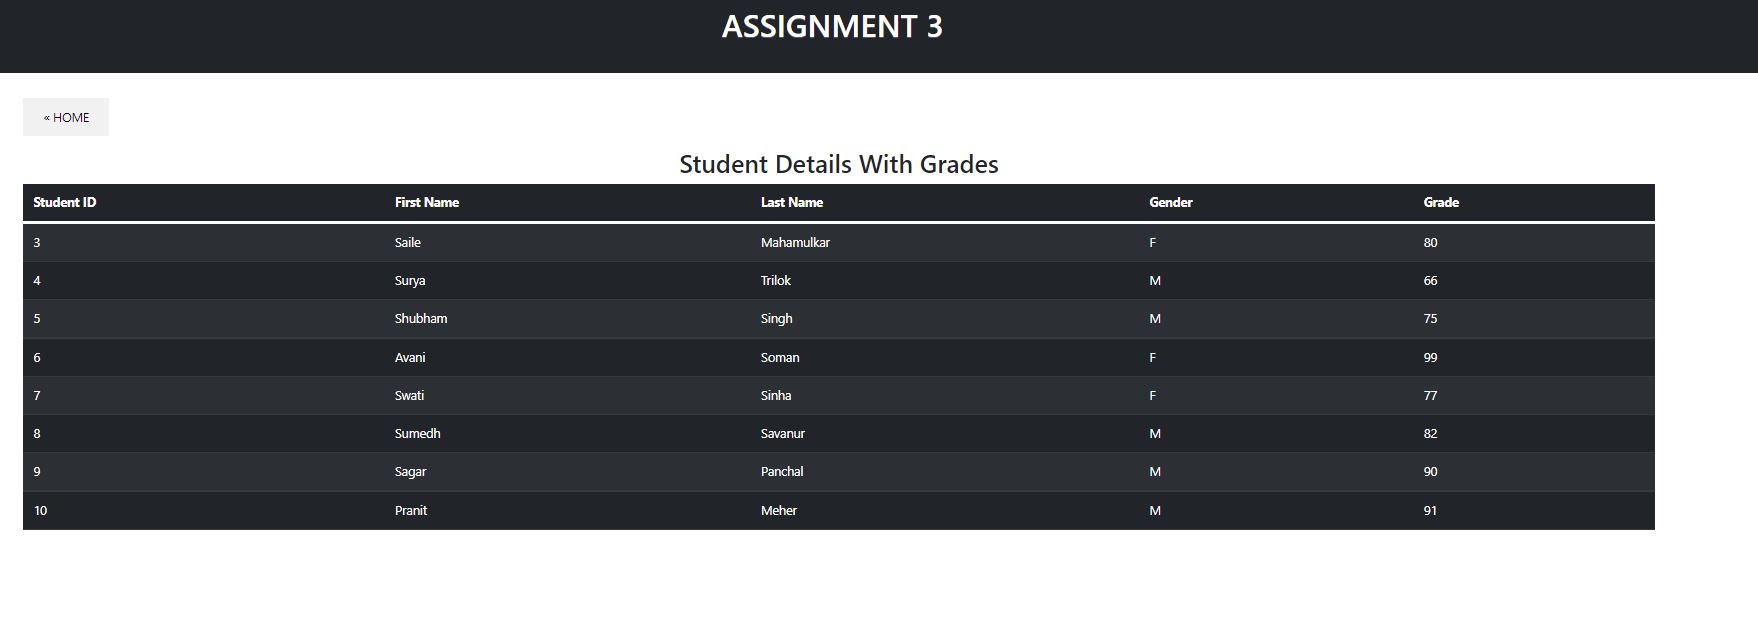 ASSIGNMENT 3
« HOME
Student Details With Grades
Student ID First Name Last Name Gender Grade
3 Saile Mahamulkar F 80
4 Surya Trilok M 66
5 Shubham Singh M 75
6 Avani Soman F 99
7 Swati Sinha F 77
8 Sumedh Savanur M 82
9 Sagar Panchal M 90
10 Pranit Meher M 91